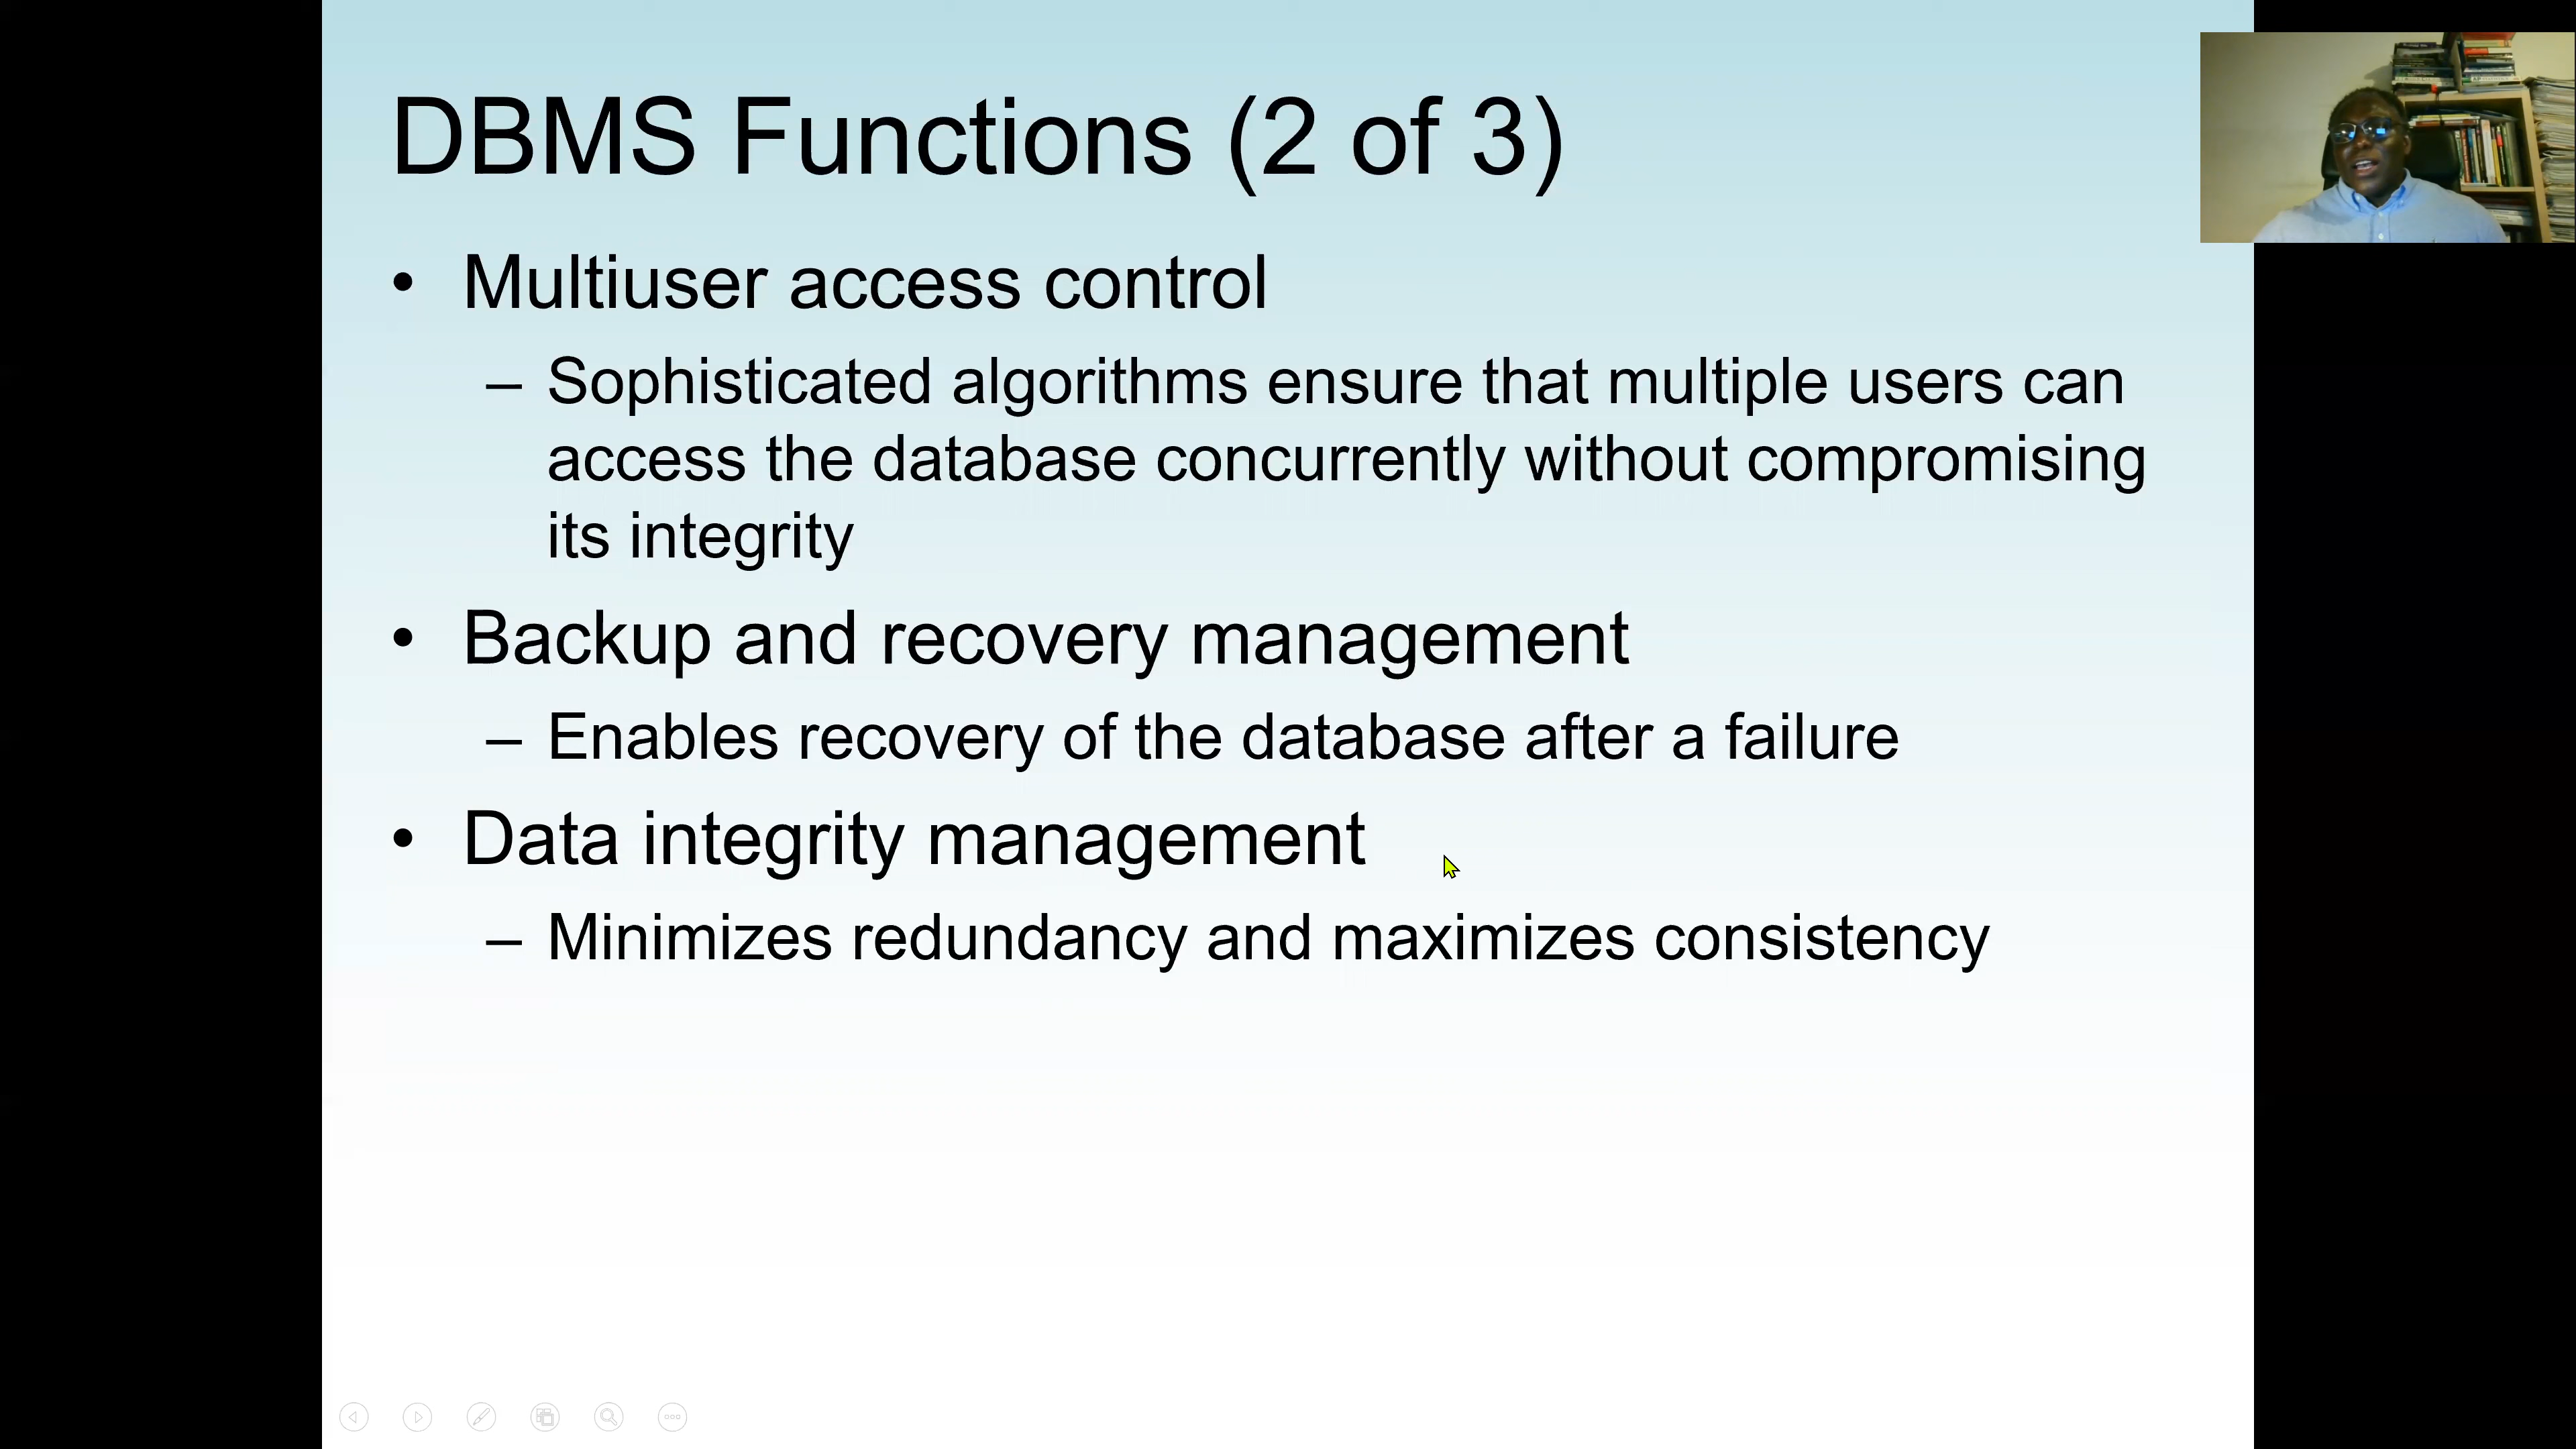 DBMS Functions (2 of 3)
• Multiuser access control
– Sophisticated algorithms ensure that multiple users can
access the database concurrently without compromising
its integrity
• Backup and recovery management
– Enables recovery of the database after a failure
• Data integrity management
– Minimizes redundancy and maximizes consistency